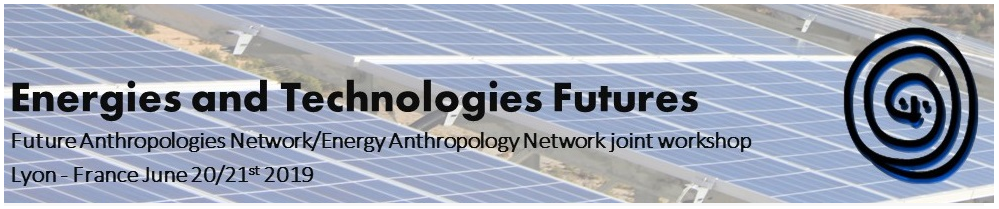 Energies and Technologies Futures
Future Anthropologies Network/Energy Anthropology Network joint workshop
Lyon - France June 20/21st 2019